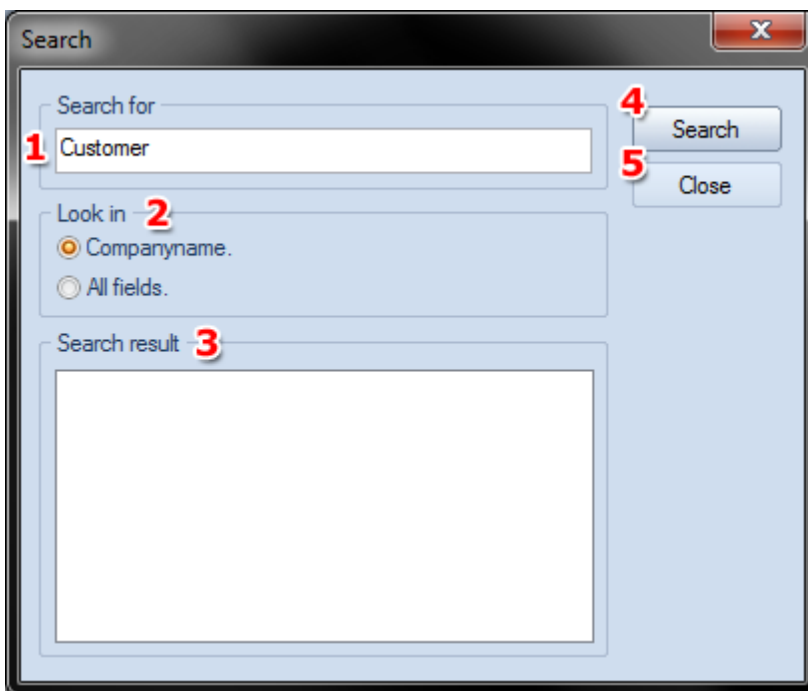 Search
Search for
1 Customer
4 Search
5 Close
Look in 2
Companyname.
All fields.
Search result 3